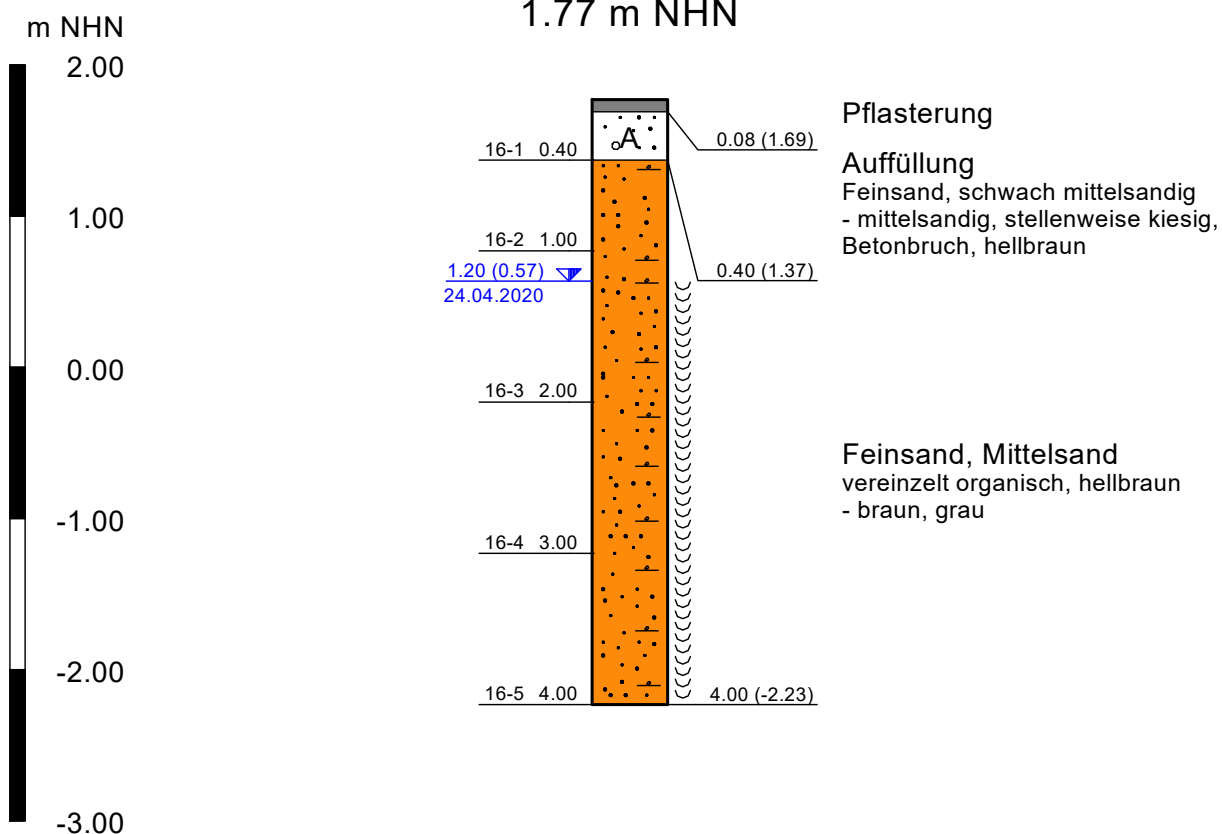 1.77 m NHN
m NHN
2.00
1.00
0.00
-1.00
-2.00
-3.00
16-1 0.40
16-2 1.00
1.20 (0.57)
24.04.2020
16-3 2.00
16-4 3.00
16-5 4.00
A
0.08 (1.69)
0.40 (1.37)
4.00 (-2.23)
Pflasterung
Auffüllung
Feinsand, schwach mittelsandig
- mittelsandig, stellenweise kiesig,
Betonbruch, hellbraun
Feinsand, Mittelsand
vereinzelt organisch, hellbraun
- braun, grau